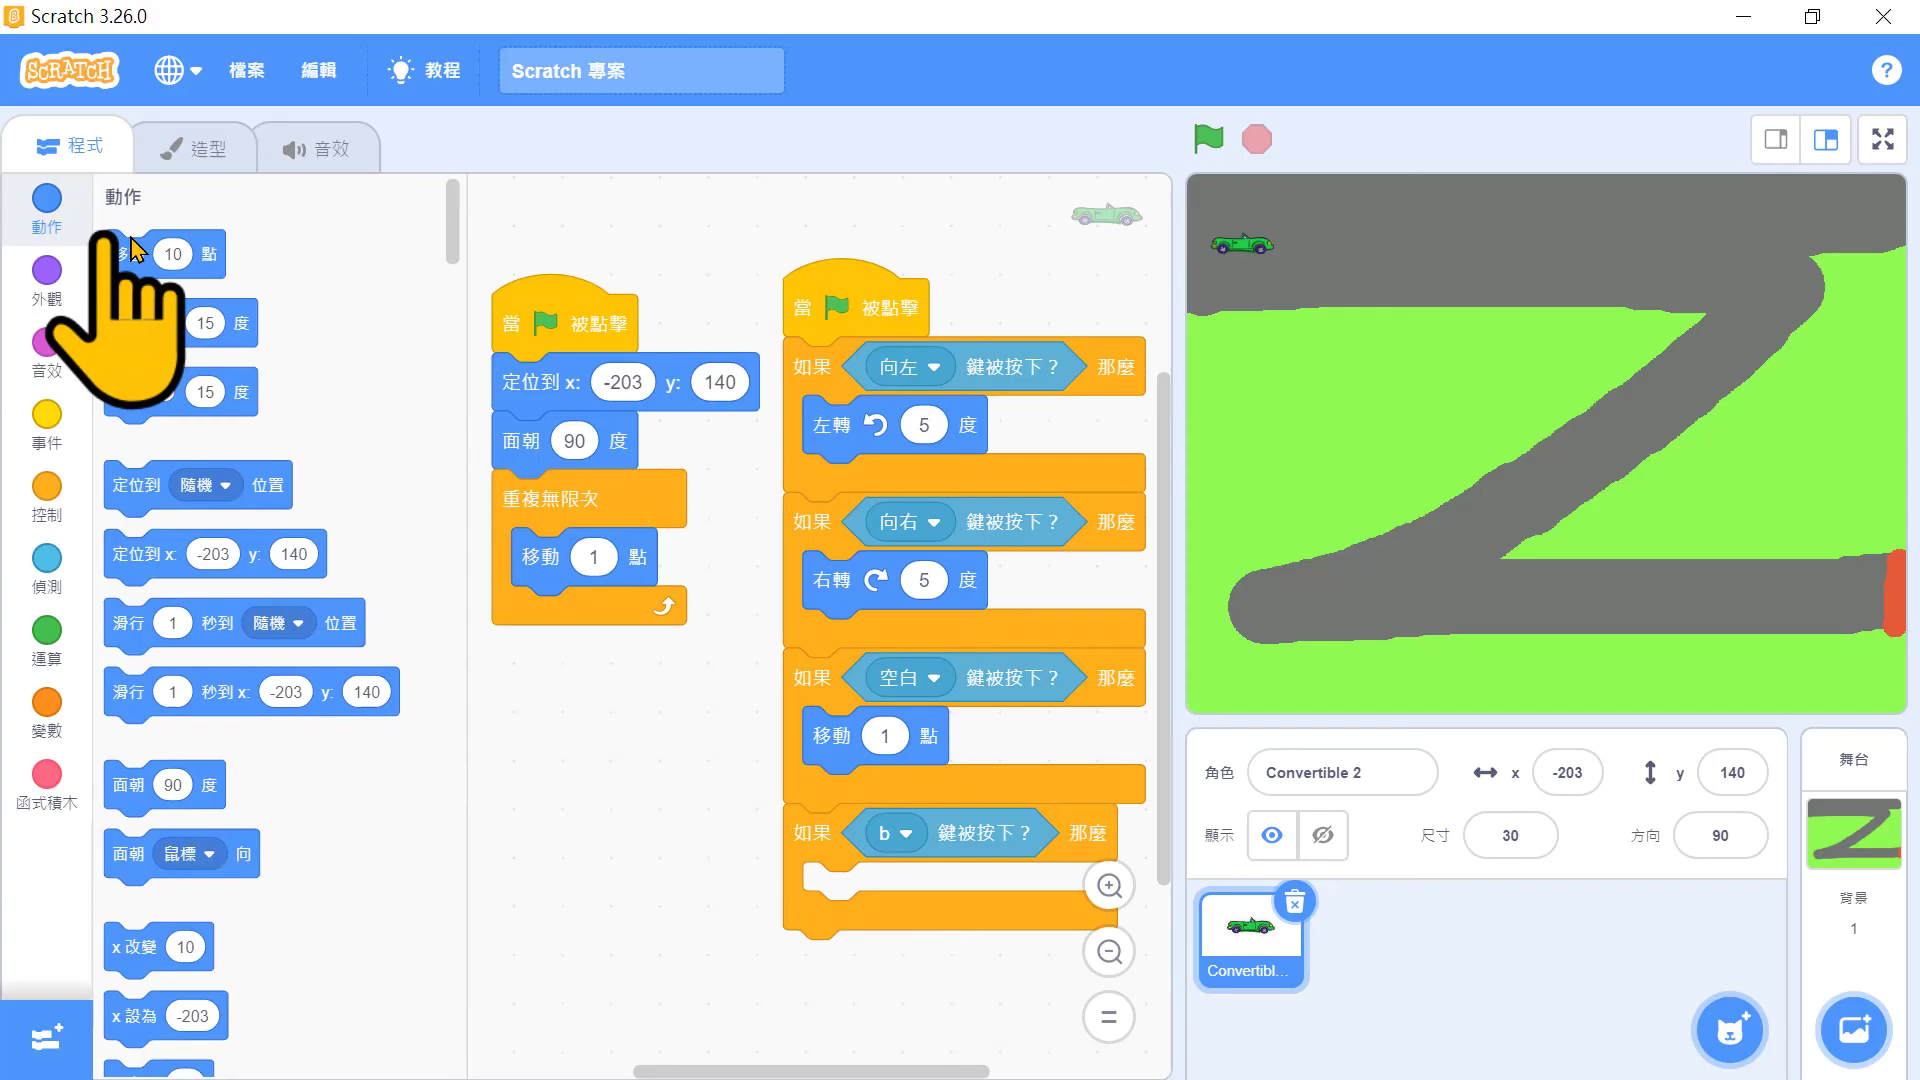 Scratch 3.26.0
SCRATCH
檔案
編輯
教程
Scratch 專案
?
程式
造型
音效
動作
外觀
音效
事件
控制
偵測
運算
變數
函式積木
動作
移 10 點
15 度
15 度
定位到 隨機 位置
定位到 x: -203 y: 140
滑行 1 秒到 隨機 位置
滑行 1 秒到 x: -203 y: 140
面朝 90 度
面朝 鼠標 向
x 改變 10
x 設為 -203
當 被點擊
定位到 x: -203 y: 140
面朝 90 度
重複無限次
移動 1 點
當 被點擊
如果 向左 鍵被按下？ 那麼
左轉 5 度
如果 向右 鍵被按下？ 那麼
右轉 5 度
如果 空白 鍵被按下？ 那麼
移動 1 點
如果 b 鍵被按下？ 那麼
角色 Convertible 2 x -203 y 140
顯示 尺寸 30 方向 90
Convertibl...
舞台
背景
1